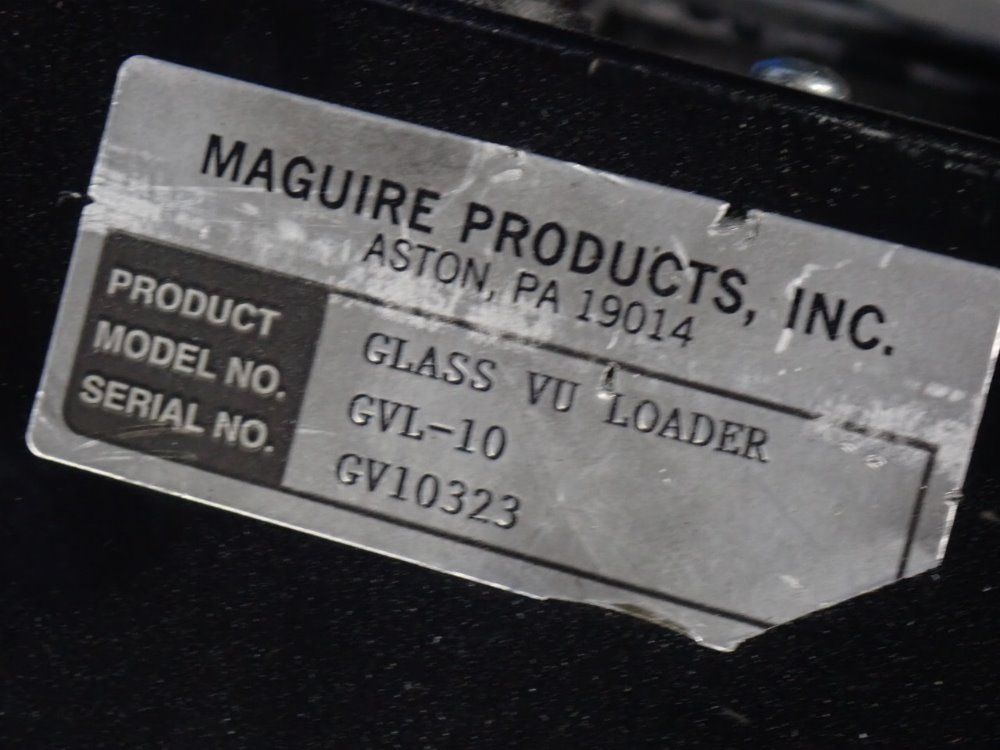 MAGUIRE PRODUCTS, INC.
ASTON, PA 19014
PRODUCT GLASS VU LOADER
MODEL NO. GVL-10
SERIAL NO. GV10323